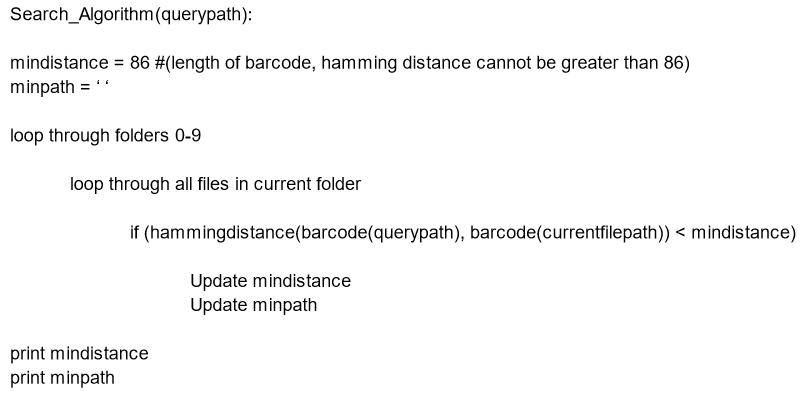 Search_Algorithm(querypath):
mindistance = 86 #(length of barcode, hamming distance cannot be greater than 86)
minpath = ‘ ‘
loop through folders 0-9
loop through all files in current folder
if (hammingdistance(barcode(querypath), barcode(currentfilepath)) < mindistance)
Update mindistance
Update minpath
print mindistance
print minpath